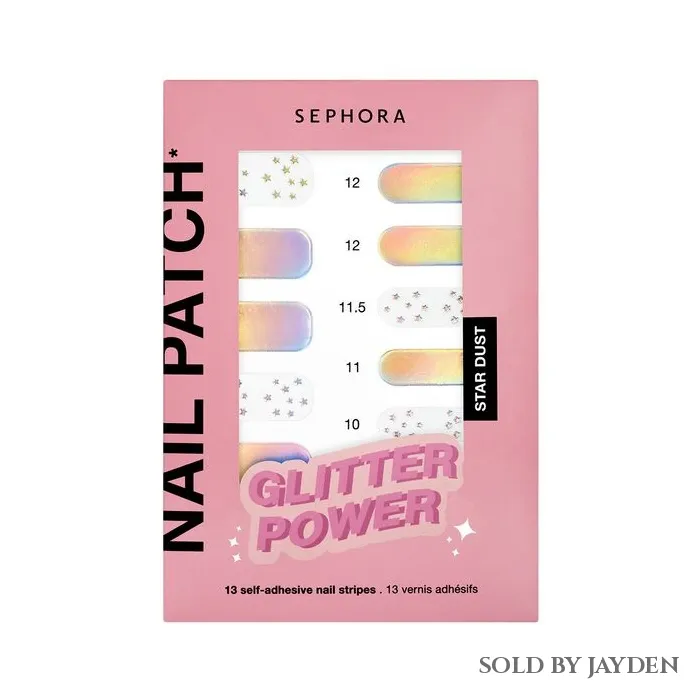 SEPHORA
NAIL PATCH*
12
12
11.5
11
10
STAR DUST
GLITTER
POWER
13 self-adhesive nail stripes . 13 vernis adhésifs
SOLD BY JAYDEN